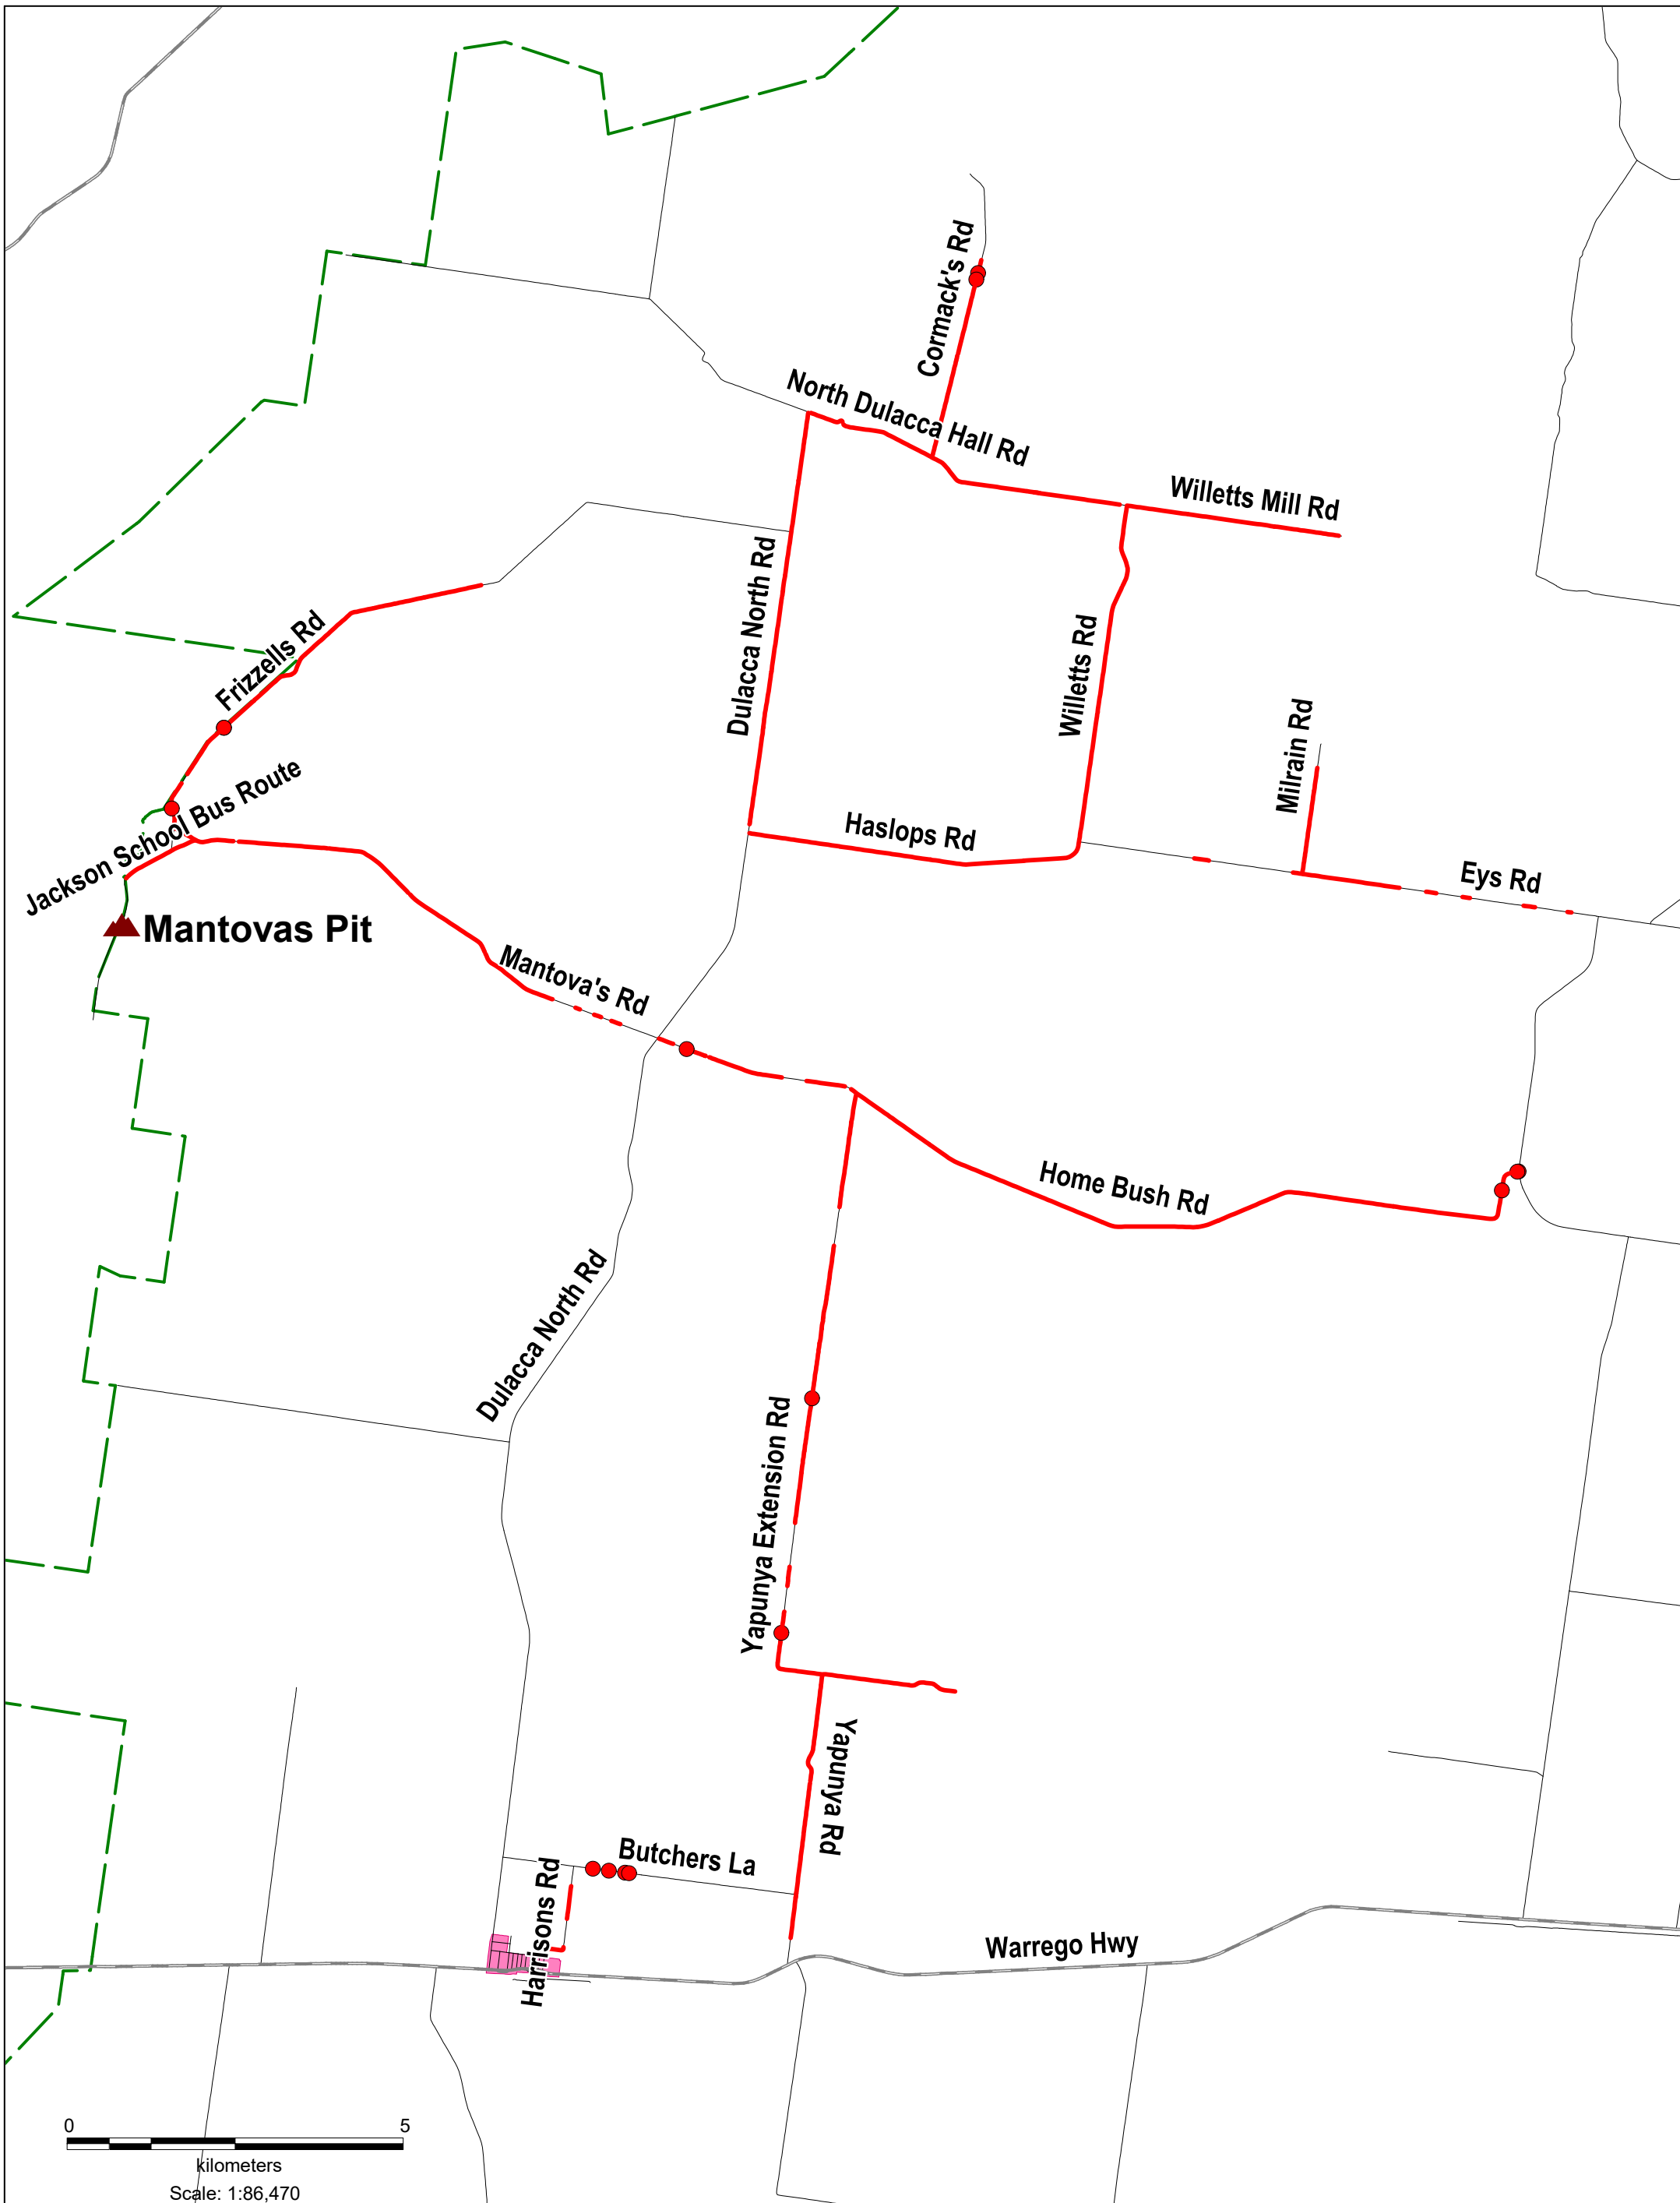 Cormack's Rd
North Dulacca Hall Rd
Willetts Mill Rd
Dulacca North Rd
Frizzells Rd
Willetts Rd
Milrain Rd
Jackson School Bus Route
Haslops Rd
Eys Rd
Mantovas Pit
Mantova's Rd
Home Bush Rd
Dulacca North Rd
Yapunya Extension Rd
Yapunya Rd
Butchers La
Harrisons Rd
Warrego Hwy
0 5
kilometers
Scale: 1:86,470